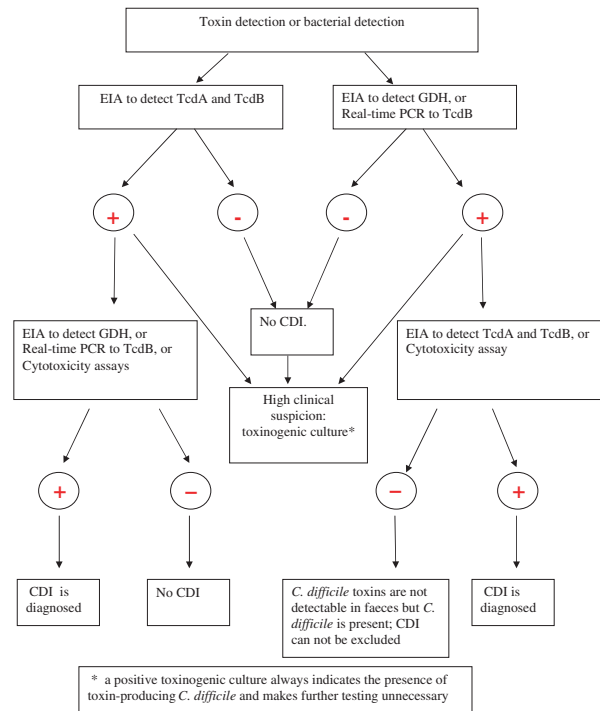 Toxin detection or bacterial detection
EIA to detect TcdA and TcdB
EIA to detect GDH, or
Real-time PCR to TcdB
+
-
-
+
No CDI.
EIA to detect GDH, or
Real-time PCR to TcdB, or
Cytotoxicity assays
EIA to detect TcdA and TcdB, or
Cytotoxicity assay
High clinical
suspicion:
toxinogenic culture*
+
−
−
+
CDI is
diagnosed
No CDI
C. difficile toxins are not
detectable in faeces but C.
difficile is present; CDI
can not be excluded
CDI is
diagnosed
* a positive toxinogenic culture always indicates the presence of
toxin-producing C. difficile and makes further testing unnecessary